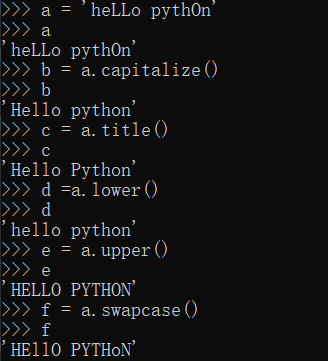 >>> a = 'heLLo pythOn'
>>> a
'heLLo pythOn'
>>> b = a.capitalize()
>>> b
'Hello python'
>>> c = a.title()
>>> c
'Hello Python'
>>> d =a.lower()
>>> d
'hello python'
>>> e = a.upper()
>>> e
'HELLO PYTHON'
>>> f = a.swapcase()
>>> f
'HEllO PYTHoN'